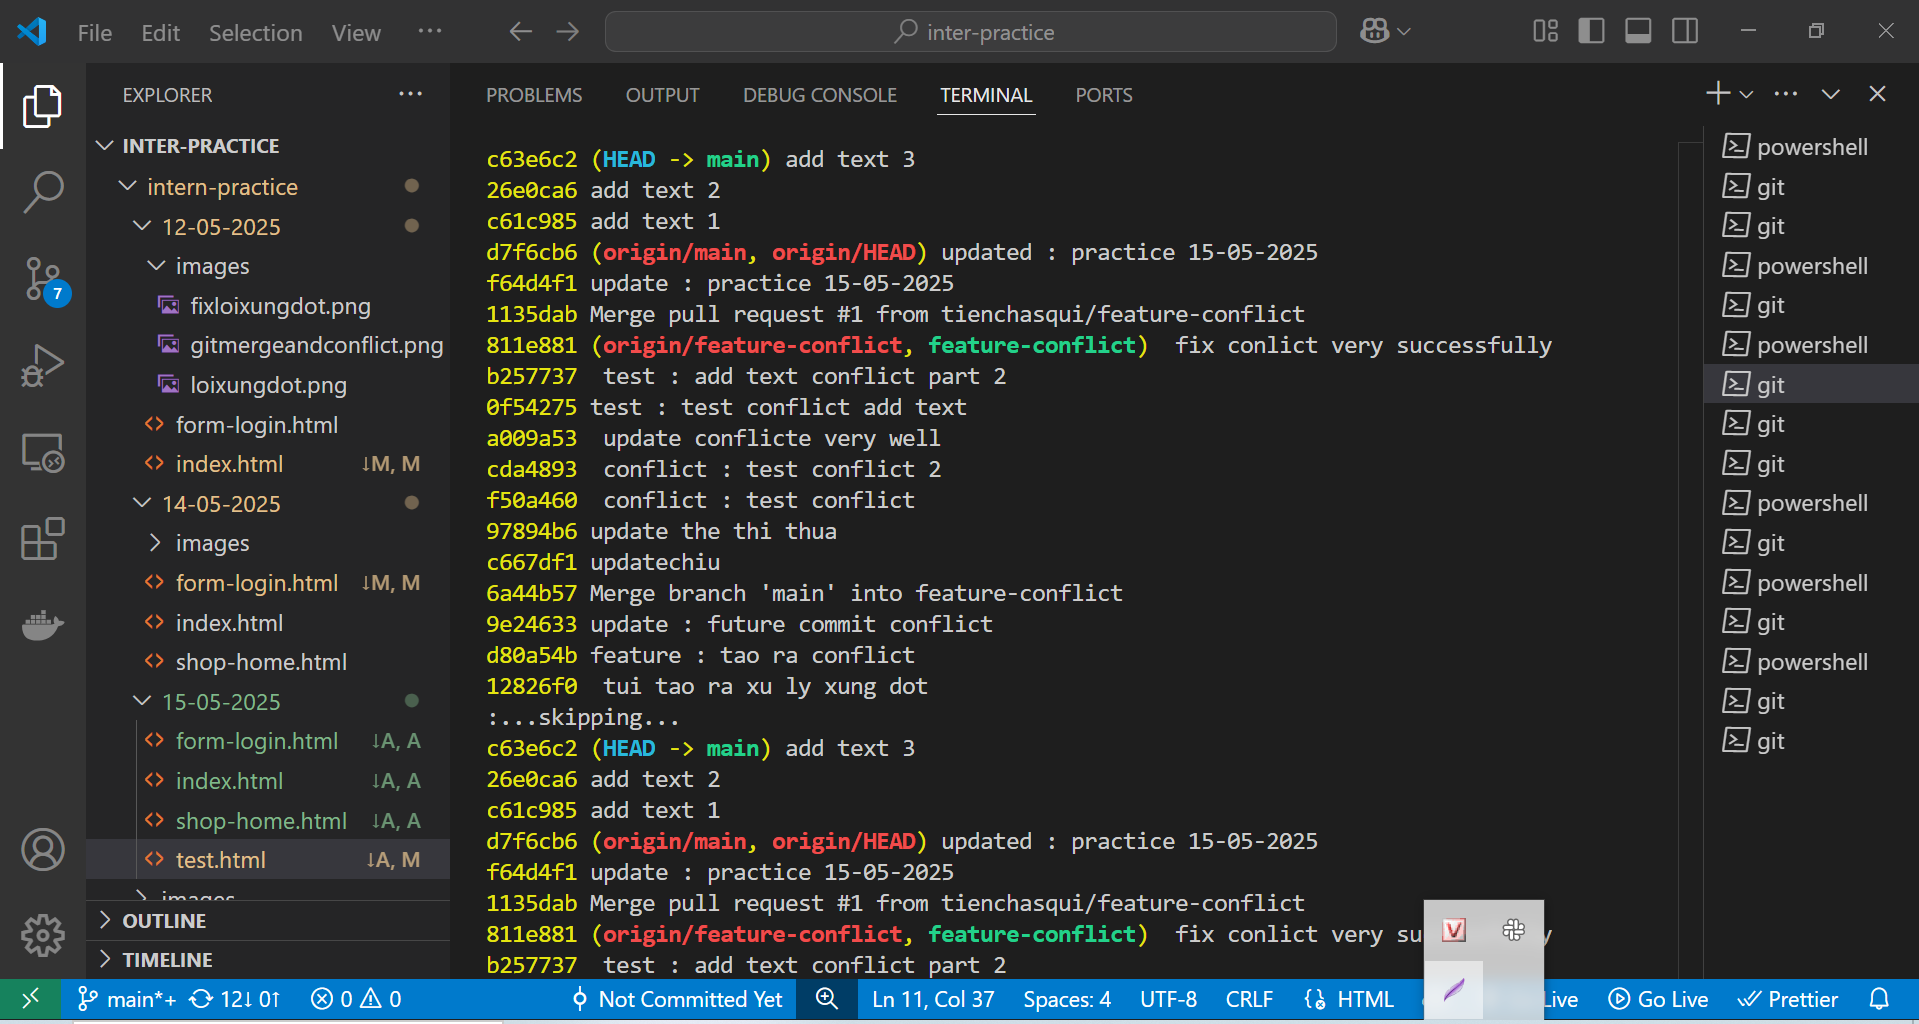 File Edit Selection View ··· inter-practice
EXPLORER ···
INTER-PRACTICE
intern-practice
12-05-2025
images
fixloixungdot.png
gitmergeandconflict.png
loixungdot.png
form-login.html
index.html ↓M, M
14-05-2025
images
form-login.html ↓M, M
index.html
shop-home.html
15-05-2025
form-login.html ↓A, A
index.html ↓A, A
shop-home.html ↓A, A
test.html ↓A, M
images
OUTLINE
TIMELINE
PROBLEMS OUTPUT DEBUG CONSOLE TERMINAL PORTS
c63e6c2 (HEAD -> main) add text 3
26e0ca6 add text 2
c61c985 add text 1
d7f6cb6 (origin/main, origin/HEAD) updated : practice 15-05-2025
f64d4f1 update : practice 15-05-2025
1135dab Merge pull request #1 from tienchasqui/feature-conflict
811e881 (origin/feature-conflict, feature-conflict)  fix conlict very successfully
b257737  test : add text conflict part 2
0f54275 test : test conflict add text
a009a53  update conflicte very well
cda4893  conflict : test conflict 2
f50a460  conflict : test conflict
97894b6 update the thi thua
c667df1 updatechiu
6a44b57 Merge branch 'main' into feature-conflict
9e24633 update : future commit conflict
d80a54b feature : tao ra conflict
12826f0  tui tao ra xu ly xung dot
:...skipping...
c63e6c2 (HEAD -> main) add text 3
26e0ca6 add text 2
c61c985 add text 1
d7f6cb6 (origin/main, origin/HEAD) updated : practice 15-05-2025
f64d4f1 update : practice 15-05-2025
1135dab Merge pull request #1 from tienchasqui/feature-conflict
811e881 (origin/feature-conflict, feature-conflict)  fix conlict very su y
b257737  test : add text conflict part 2
powershell
git
git
powershell
git
powershell
git
git
git
powershell
git
powershell
git
powershell
git
git
7
V
main*+ 12↓ 0↑ 0 0 Not Committed Yet Ln 11, Col 37 Spaces: 4 UTF-8 CRLF HTML Live Go Live Prettier